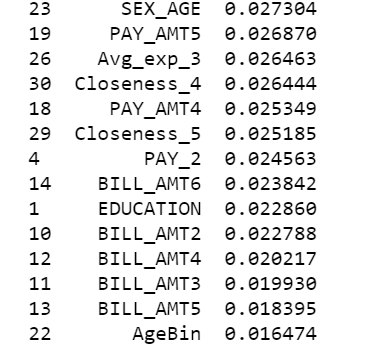 23 SEX_AGE 0.027304
19 PAY_AMT5 0.026870
26 Avg_exp_3 0.026463
30 Closeness_4 0.026444
18 PAY_AMT4 0.025349
29 Closeness_5 0.025185
4 PAY_2 0.024563
14 BILL_AMT6 0.023842
1 EDUCATION 0.022860
10 BILL_AMT2 0.022788
12 BILL_AMT4 0.020217
11 BILL_AMT3 0.019930
13 BILL_AMT5 0.018395
22 AgeBin 0.016474